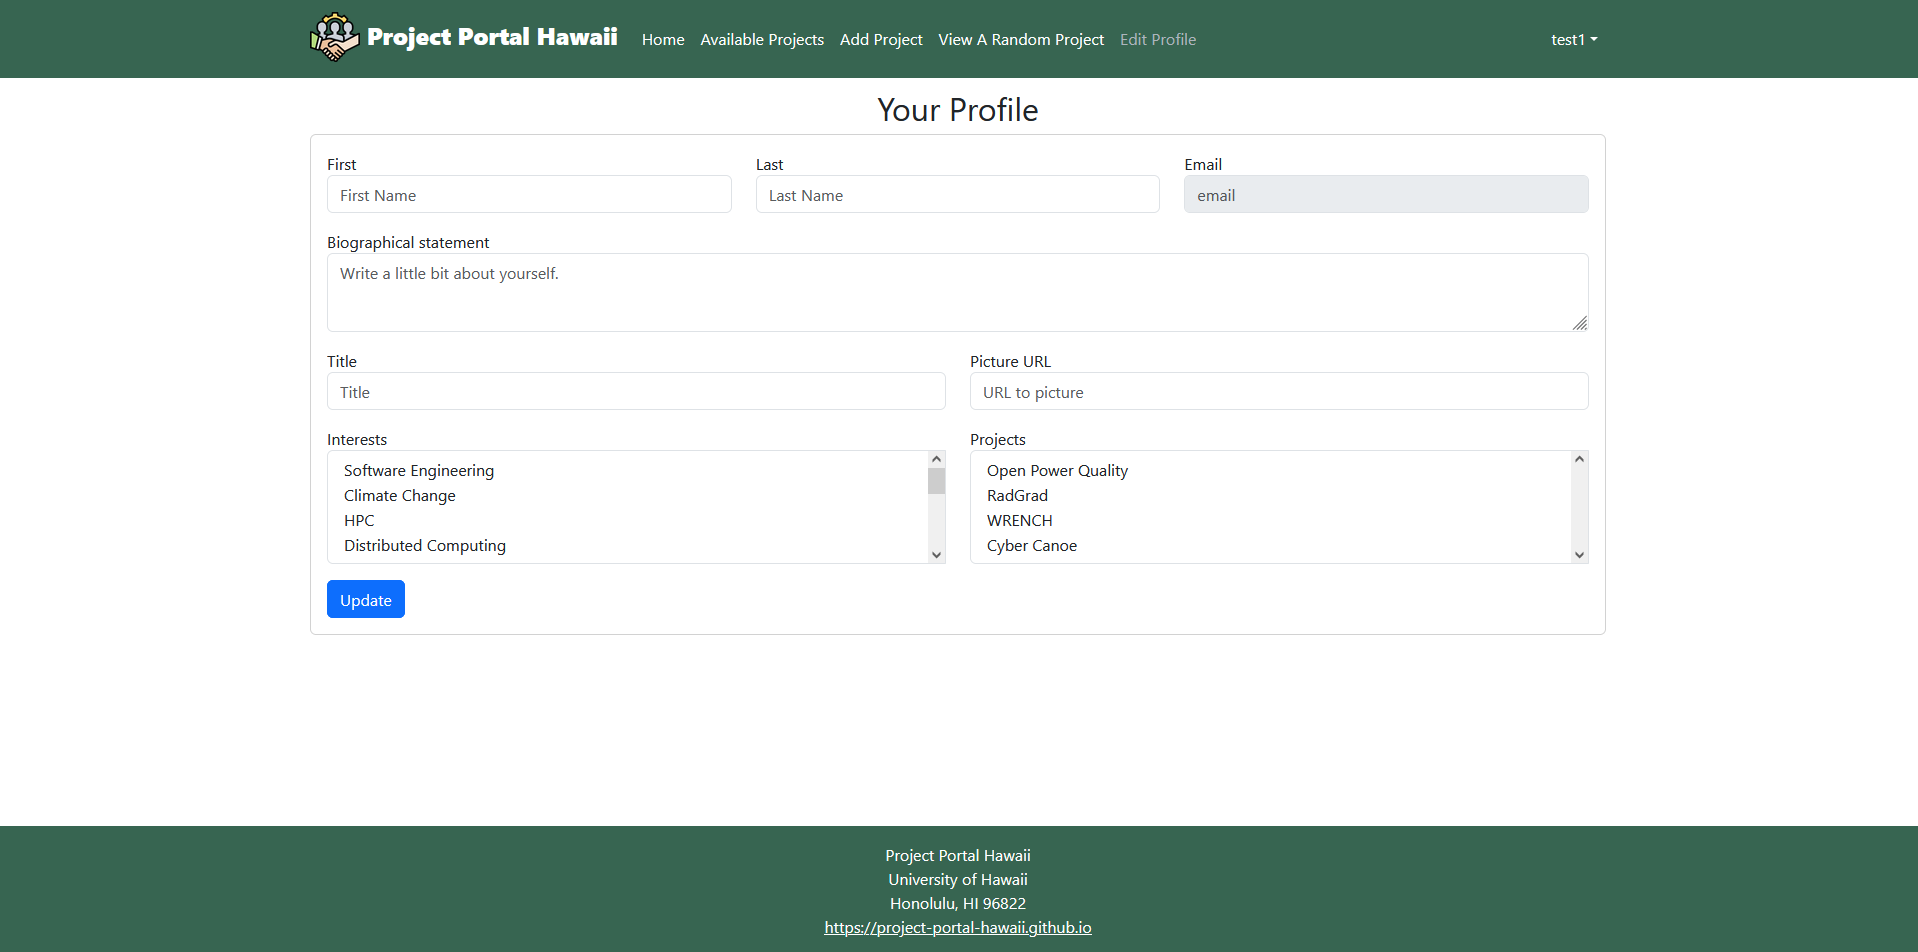 Project Portal Hawaii Home Available Projects Add Project View A Random Project Edit Profile test1
Your Profile
First Last Email
First Name Last Name email
Biographical statement
Write a little bit about yourself.
Title Picture URL
Title URL to picture
Interests Projects
Software Engineering Open Power Quality
Climate Change RadGrad
HPC WRENCH
Distributed Computing Cyber Canoe
Update
Project Portal Hawaii
University of Hawaii
Honolulu, HI 96822
https://project-portal-hawaii.github.io